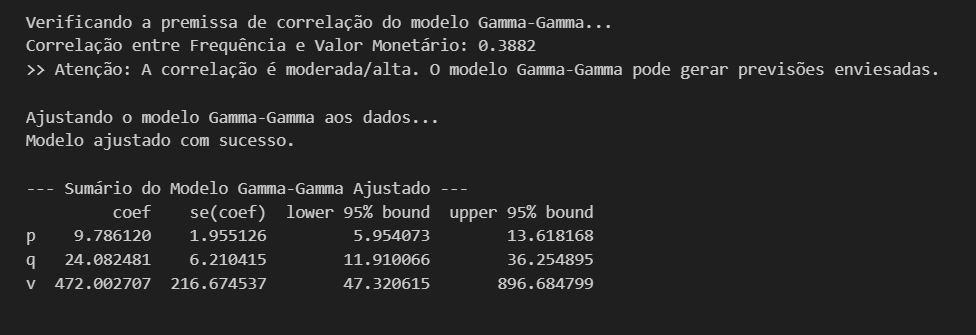 Verificando a premissa de correlação do modelo Gamma-Gamma...
Correlação entre Frequência e Valor Monetário: 0.3882
>> Atenção: A correlação é moderada/alta. O modelo Gamma-Gamma pode gerar previsões enviesadas.
Ajustando o modelo Gamma-Gamma aos dados...
Modelo ajustado com sucesso.
--- Sumário do Modelo Gamma-Gamma Ajustado ---
coef se(coef) lower 95% bound upper 95% bound
p 9.786120 1.955126 5.954073 13.618168
q 24.082481 6.210415 11.910066 36.254895
v 472.002707 216.674537 47.320615 896.684799